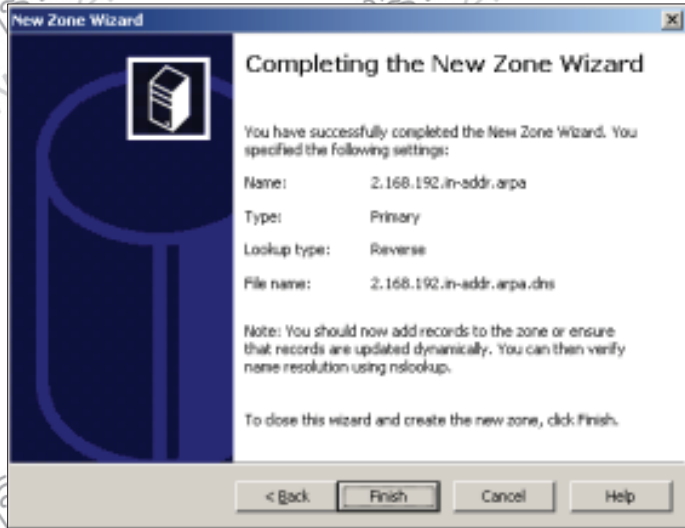 New Zone Wizard
Completing the New Zone Wizard
You have successfully completed the New Zone Wizard. You
specified the following settings:
Name: 2.168.192.in-addr.arpa
Type: Primary
Lookup type: Reverse
File name: 2.168.192.in-addr.arpa.dns
Note: You should now add records to the zone or ensure
that records are updated dynamically. You can then verify
name resolution using nslookup.
To close this wizard and create the new zone, click Finish.
< Back Finish Cancel Help